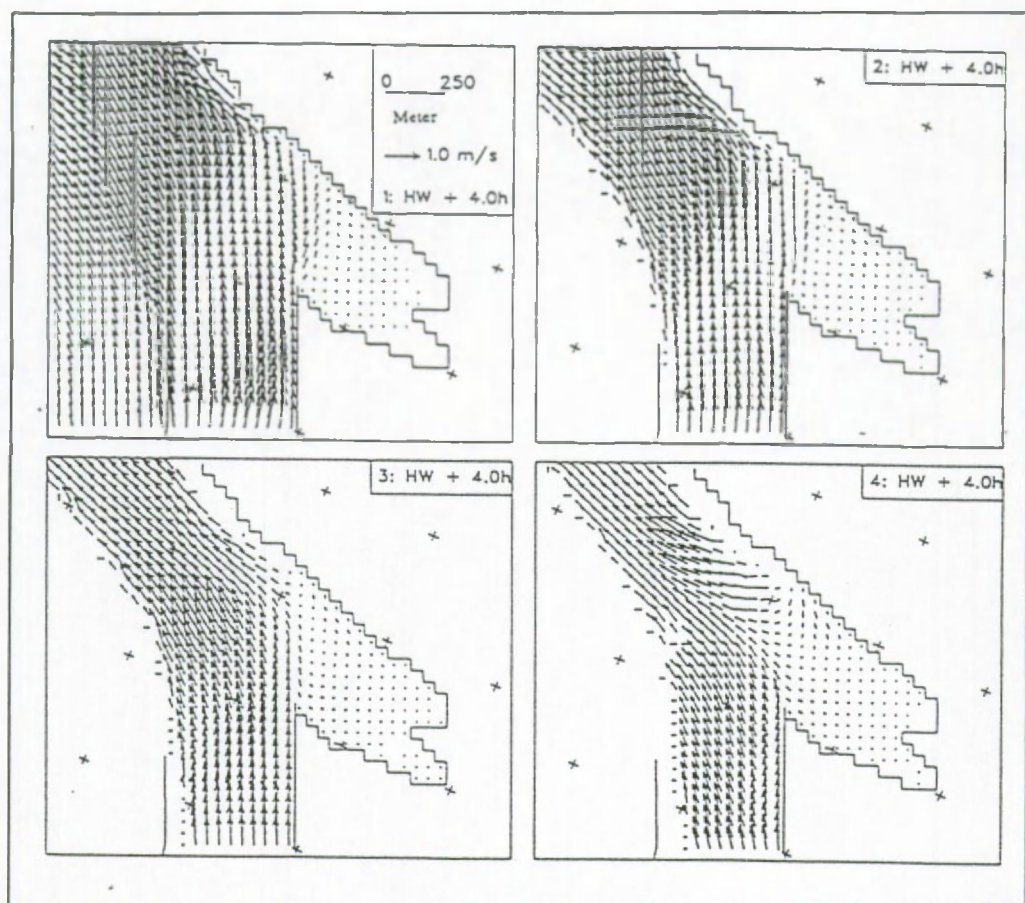 0 250
Meter
1.0 m/s
1: HW + 4.0h
2: HW + 4.0h
3: HW + 4.0h
4: HW + 4.0h